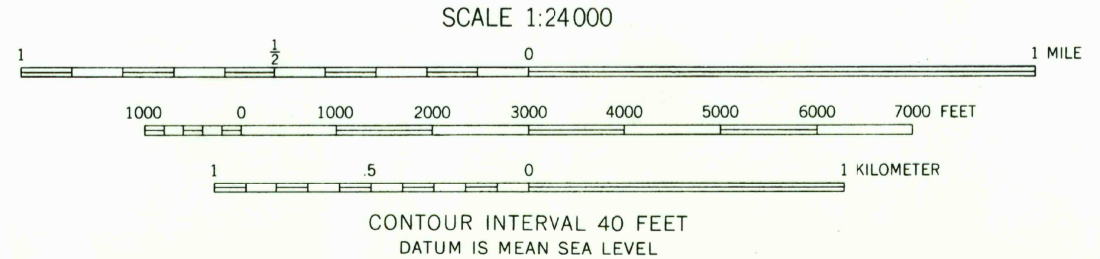 SCALE 1:24000
1 ½ 0 1 MILE
1000 0 1000 2000 3000 4000 5000 6000 7000 FEET
1 .5 0 1 KILOMETER
CONTOUR INTERVAL 40 FEET
DATUM IS MEAN SEA LEVEL